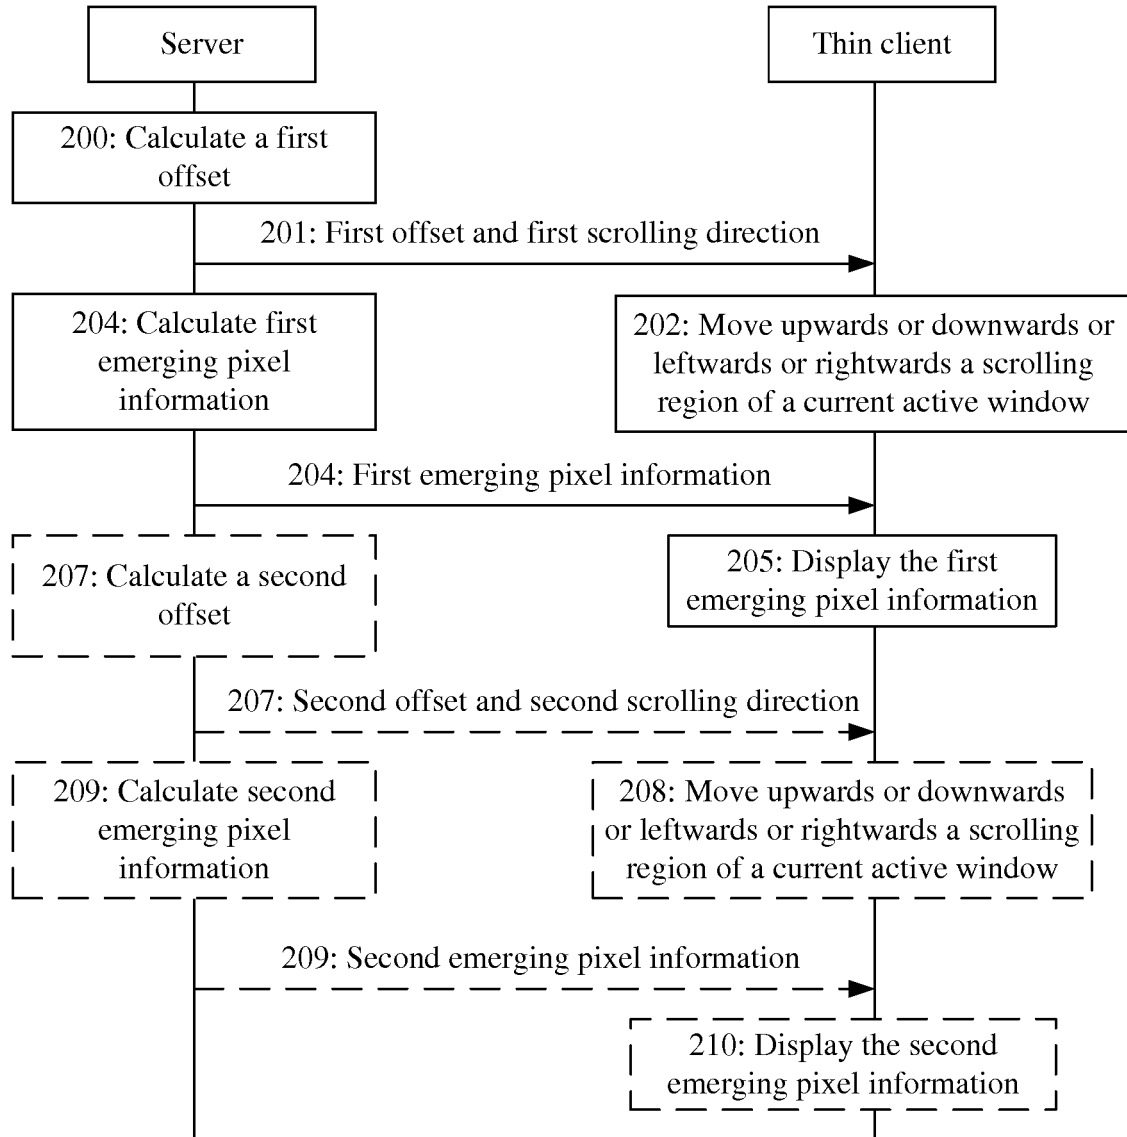 Server
Thin client
200: Calculate a first
offset
201: First offset and first scrolling direction
204: Calculate first
emerging pixel
information
202: Move upwards or downwards or
leftwards or rightwards a scrolling
region of a current active window
204: First emerging pixel information
207: Calculate a second
offset
205: Display the first
emerging pixel information
207: Second offset and second scrolling direction
209: Calculate second
emerging pixel
information
208: Move upwards or downwards
or leftwards or rightwards a scrolling
region of a current active window
209: Second emerging pixel information
210: Display the second
emerging pixel information